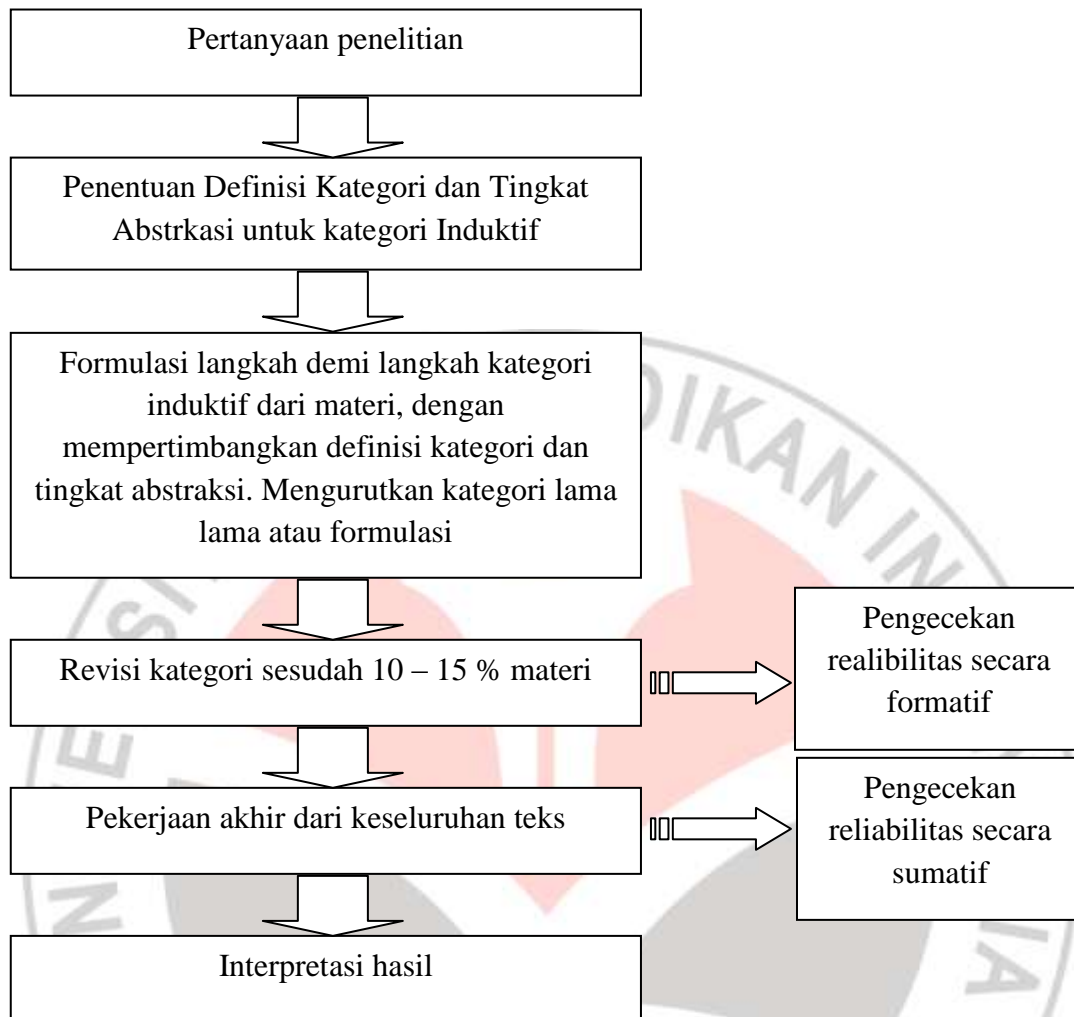 Pertanyaan penelitian
Penentuan Definisi Kategori dan Tingkat
Abstrkasi untuk kategori Induktif
Formulasi langkah demi langkah kategori
induktif dari materi, dengan
mempertimbangkan definisi kategori dan
tingkat abstraksi. Mengurutkan kategori lama
lama atau formulasi
Revisi kategori sesudah 10 – 15 % materi
Pengecekan
realibilitas secara
formatif
Pekerjaan akhir dari keseluruhan teks
Pengecekan
reliabilitas secara
sumatif
Interpretasi hasil